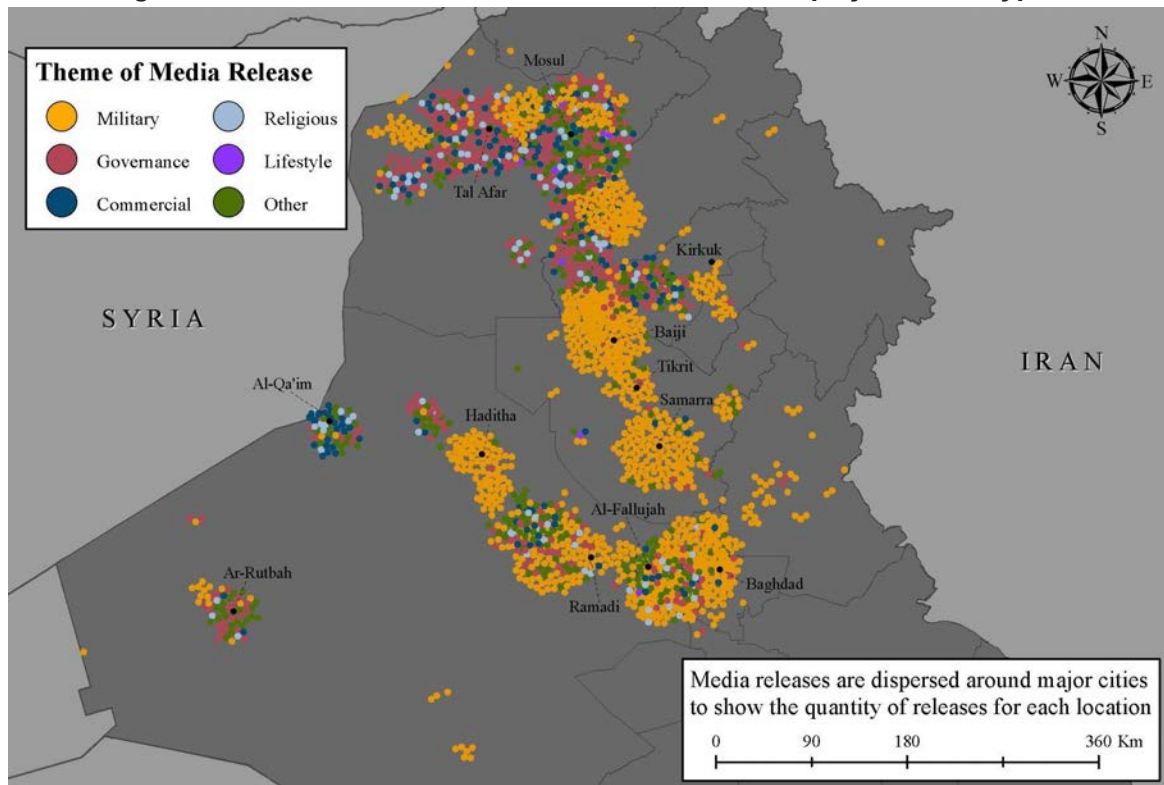 Theme of Media Release
Military
Religious
Governance
Lifestyle
Commercial
Other
N
W E
S
Mosul
Tal Afar
Kirkuk
SYRIA
Baiji
IRAN
Tikrit
Al-Qa'im
Samarra
Haditha
Al-Fallujah
Ar-Rutbah
Baghdad
Ramadi
Media releases are dispersed around major cities
to show the quantity of releases for each location
0 90 180 360 Km